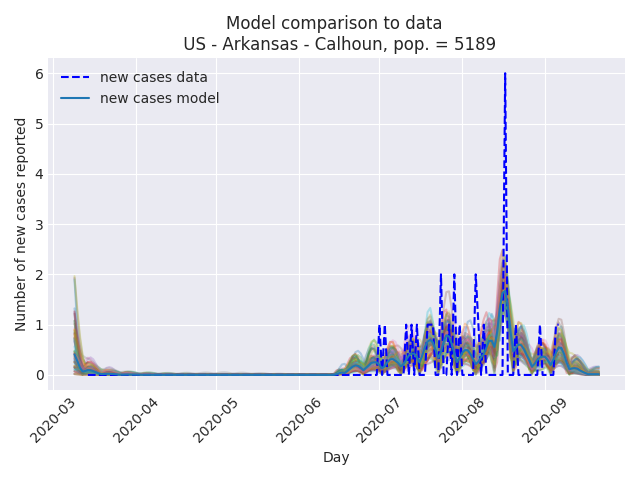 Model comparison to data
US - Arkansas - Calhoun, pop. = 5189
new cases data
new cases model
Number of new cases reported
6
5
4
3
2
1
0
2020-03
2020-04
2020-05
2020-06
2020-07
2020-08
2020-09
Day